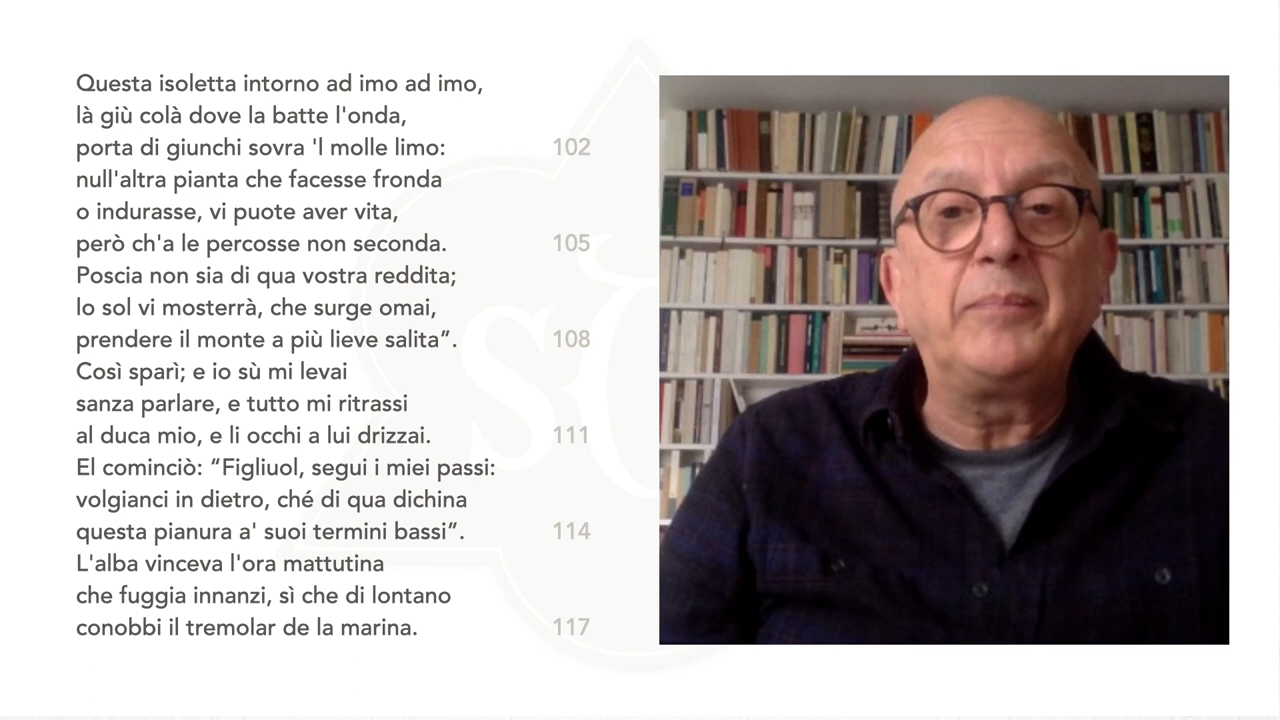 Questa isoletta intorno ad imo ad imo,
là giù colà dove la batte l'onda,
porta di giunchi sovra 'l molle limo: 102
null'altra pianta che facesse fronda
o indurasse, vi puote aver vita,
però ch'a le percosse non seconda. 105
Poscia non sia di qua vostra reddita;
lo sol vi mosterrà, che surge omai,
prendere il monte a più lieve salita”. 108
Così sparì; e io sù mi levai
sanza parlare, e tutto mi ritrassi
al duca mio, e li occhi a lui drizzai. 111
El cominciò: “Figliuol, segui i miei passi:
volgianci in dietro, ché di qua dichina
questa pianura a' suoi termini bassi”. 114
L'alba vinceva l'ora mattutina
che fuggia innanzi, sì che di lontano
conobbi il tremolar de la marina. 117